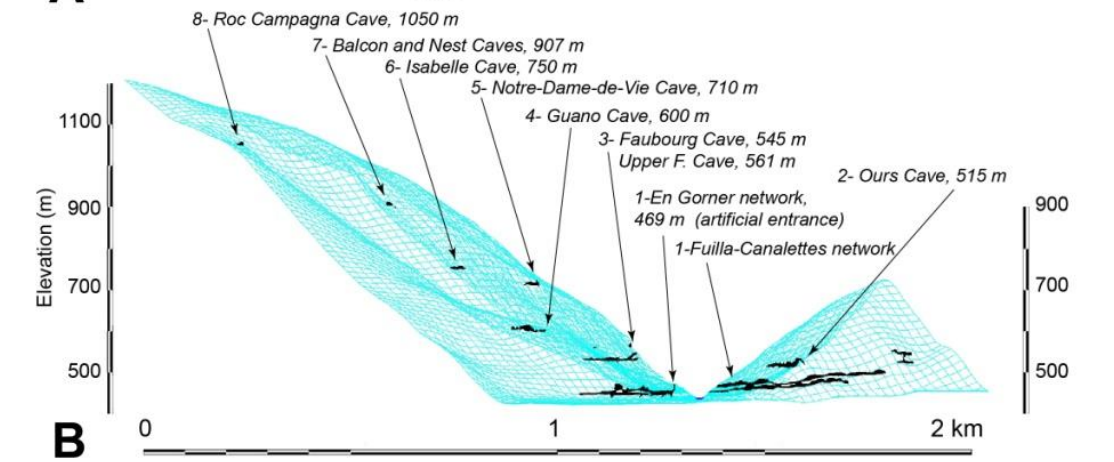 A
8- Roc Campagna Cave, 1050 m
7- Balcon and Nest Caves, 907 m
6- Isabelle Cave, 750 m
5- Notre-Dame-de-Vie Cave, 710 m
4- Guano Cave, 600 m
3- Faubourg Cave, 545 m
Upper F. Cave, 561 m
2- Ours Cave, 515 m
1-En Gorner network,
469 m (artificial entrance)
1-Fuilla-Canalettes network
Elevation (m)
1100
900
700
500
900
700
500
B
0 1 2 km